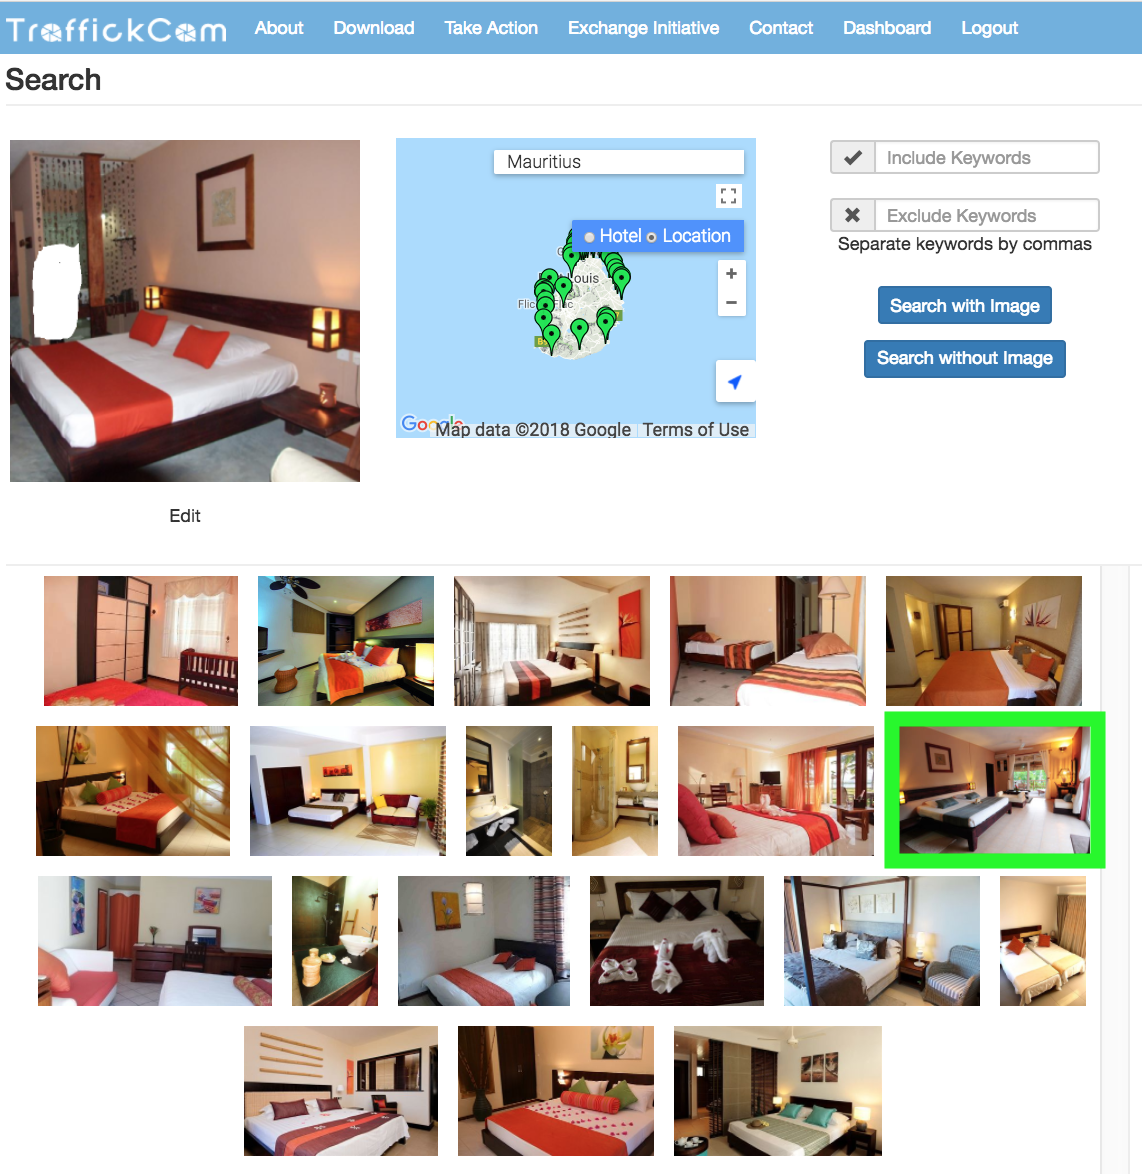 TraffickCam About Download Take Action Exchange Initiative Contact Dashboard Logout
Search
Mauritius
Hotel Location
Include Keywords
Exclude Keywords
Separate keywords by commas
Search with Image
Search without Image
Google Map data ©2018 Google Terms of Use
Edit